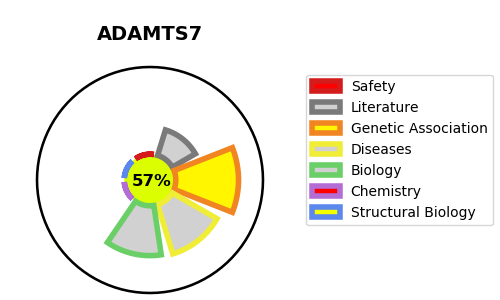 ADAMTS7
57%
Safety
Literature
Genetic Association
Diseases
Biology
Chemistry
Structural Biology